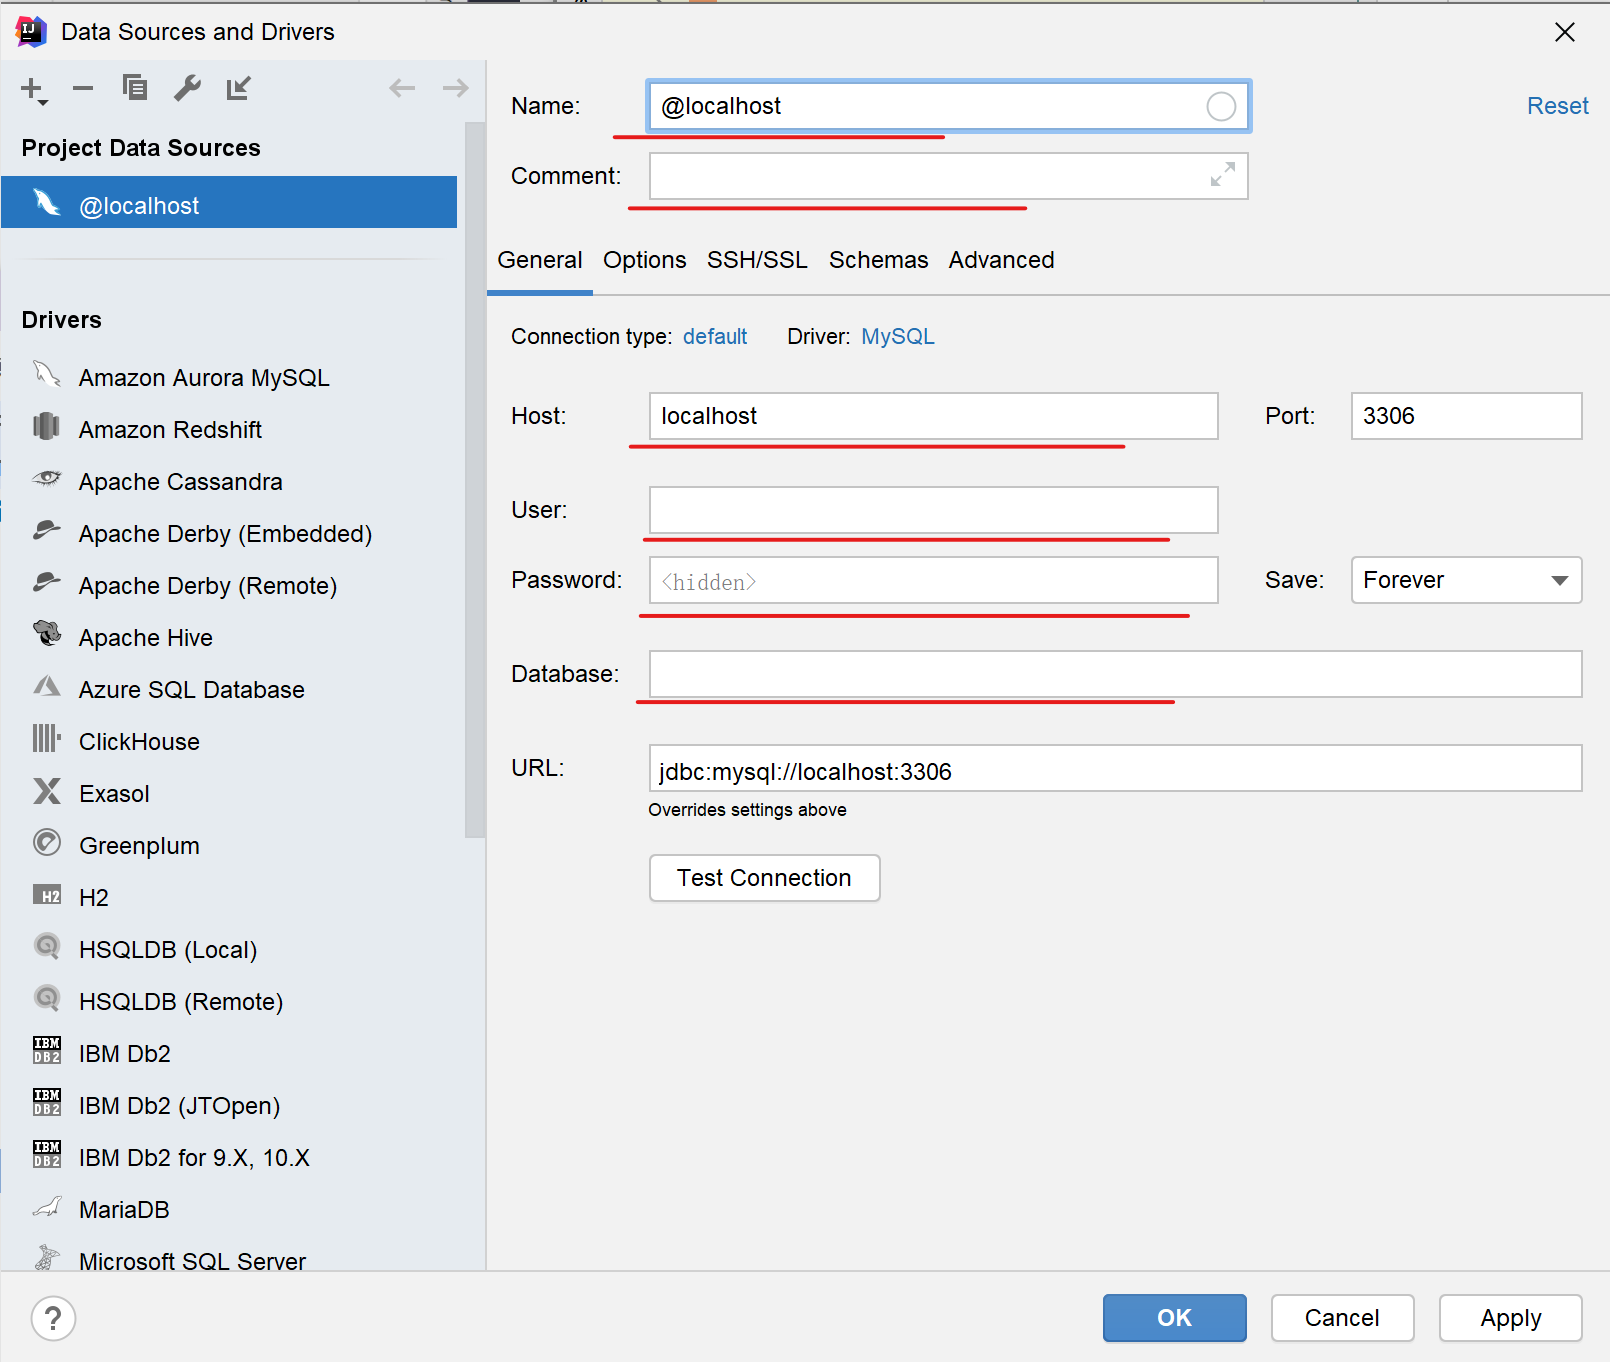 Data Sources and Drivers
Project Data Sources
@localhost
Drivers
Amazon Aurora MySQL
Amazon Redshift
Apache Cassandra
Apache Derby (Embedded)
Apache Derby (Remote)
Apache Hive
Azure SQL Database
ClickHouse
Exasol
Greenplum
H2
HSQLDB (Local)
HSQLDB (Remote)
IBM Db2
IBM Db2 (JTOpen)
IBM Db2 for 9.X, 10.X
MariaDB
Microsoft SQL Server
Name: @localhost Reset
Comment:
General Options SSH/SSL Schemas Advanced
Connection type: default Driver: MySQL
Host: localhost Port: 3306
User:
Password: <hidden> Save: Forever
Database:
URL: jdbc:mysql://localhost:3306
Overrides settings above
Test Connection
? OK Cancel Apply